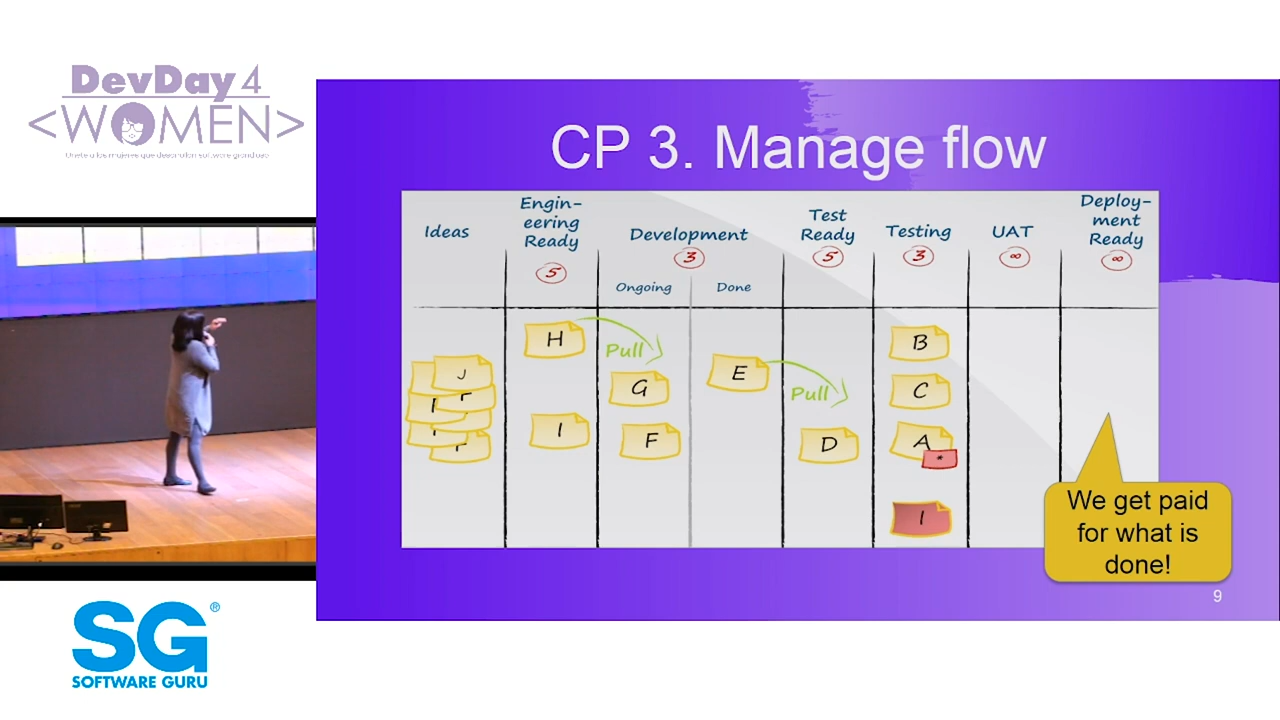 DevDay4
<WOMEN>
CP 3. Manage flow
Ideas
Engin-
eering
Ready
5
Development
3
Ongoing
Done
Test
Ready
5
Testing
3
UAT
∞
Deploy-
ment
Ready
∞
H
Pull
G
E
Pull
B
C
J
I
F
D
A
*
I
We get paid
for what is
done!
9
SG®
SOFTWARE GURU